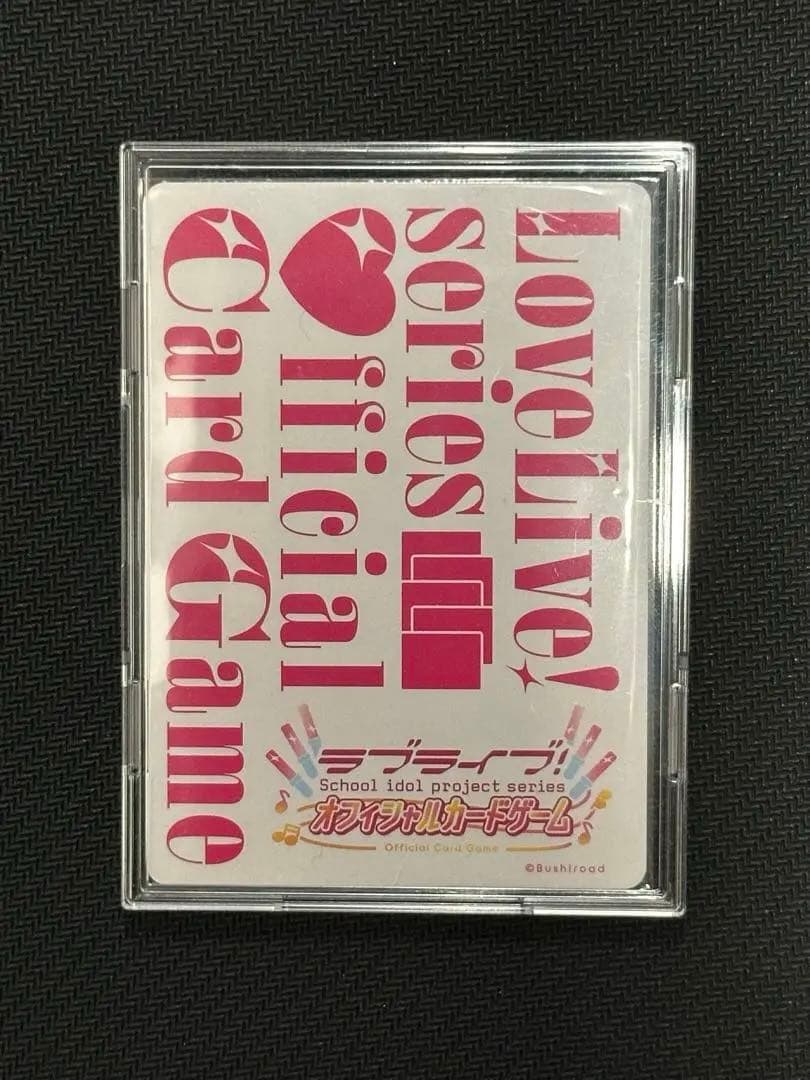 LoveLive!
series
♥fficial
Card Game
ラブライブ!
School idol project series
オフィシャルカードゲーム
Official Card Game
©Bushiroad